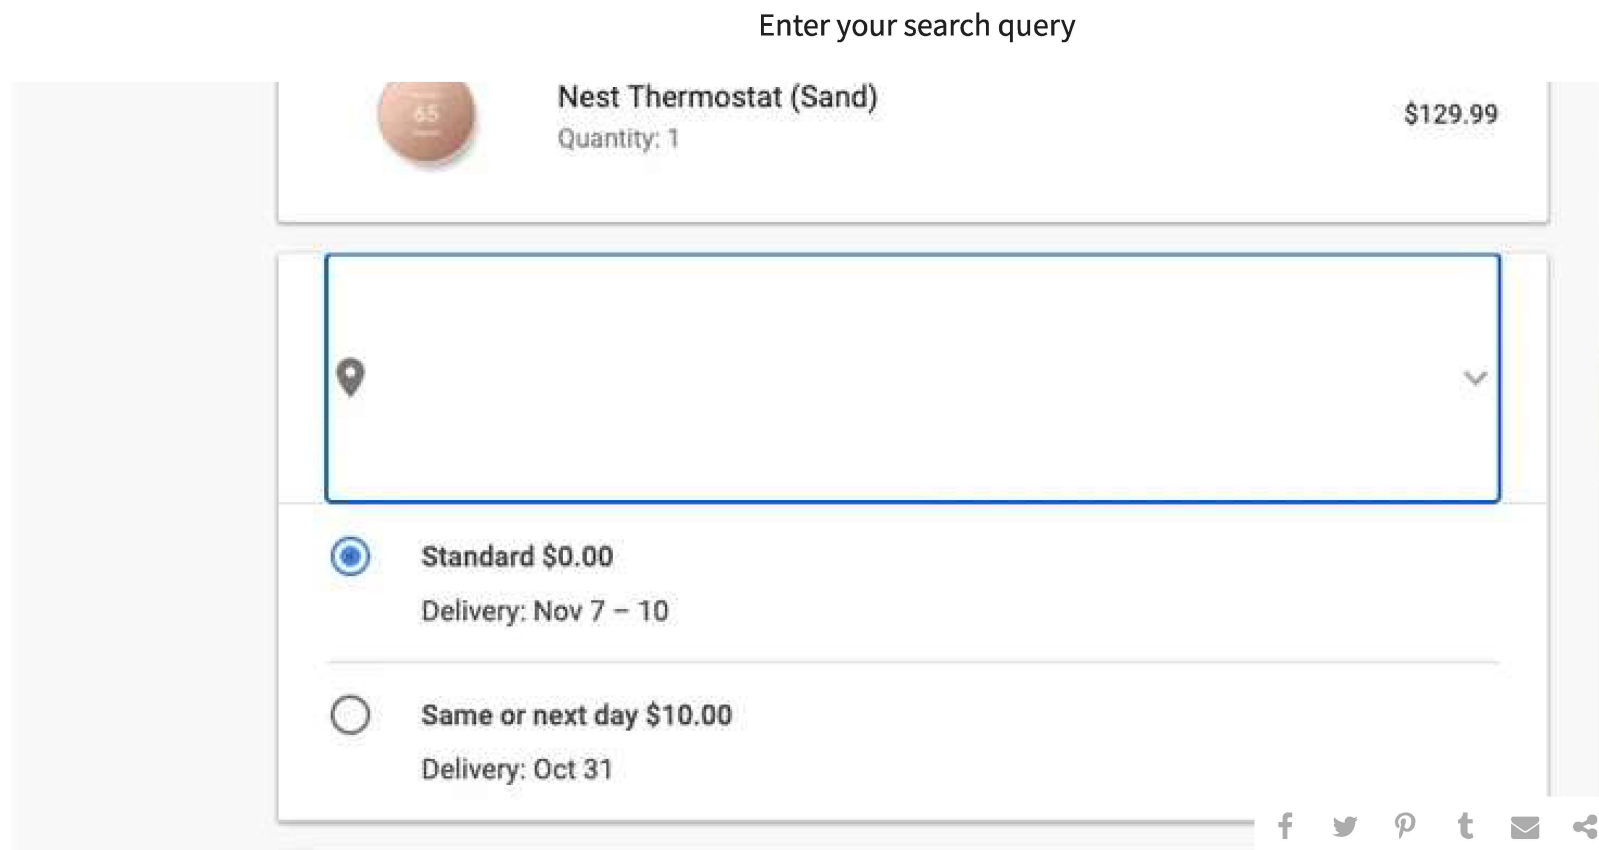 Enter your search query
Nest Thermostat (Sand)
$129.99
Quantity: 1
65
Standard $0.00
Delivery: Nov 7 – 10
Same or next day $10.00
Delivery: Oct 31